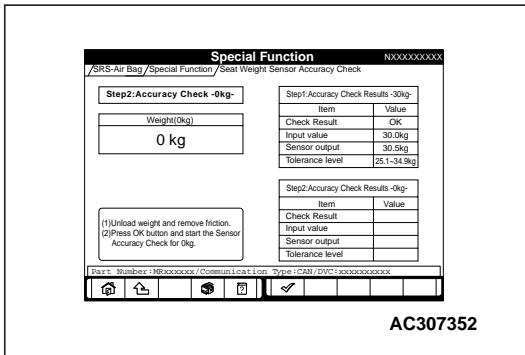 Special Function NXXXXXXXXX
SRS-Air Bag / Special Function / Seat Weight Sensor Accuracy Check
Step2:Accuracy Check -0kg-
Weight(0kg)
0 kg
(1)Unload weight and remove friction.
(2)Press OK button and start the Sensor
Accuracy Check for 0kg.
Step1:Accuracy Check Results -30kg-
Item Value
Check Result OK
Input value 30.0kg
Sensor output 30.5kg
Tolerance level 25.1~34.9kg
Step2:Accuracy Check Results -0kg-
Item Value
Check Result
Input value
Sensor output
Tolerance level
Part Number:MRxxxxxx/Communication Type:CAN/DVC:xxxxxxxxxx
AC307352